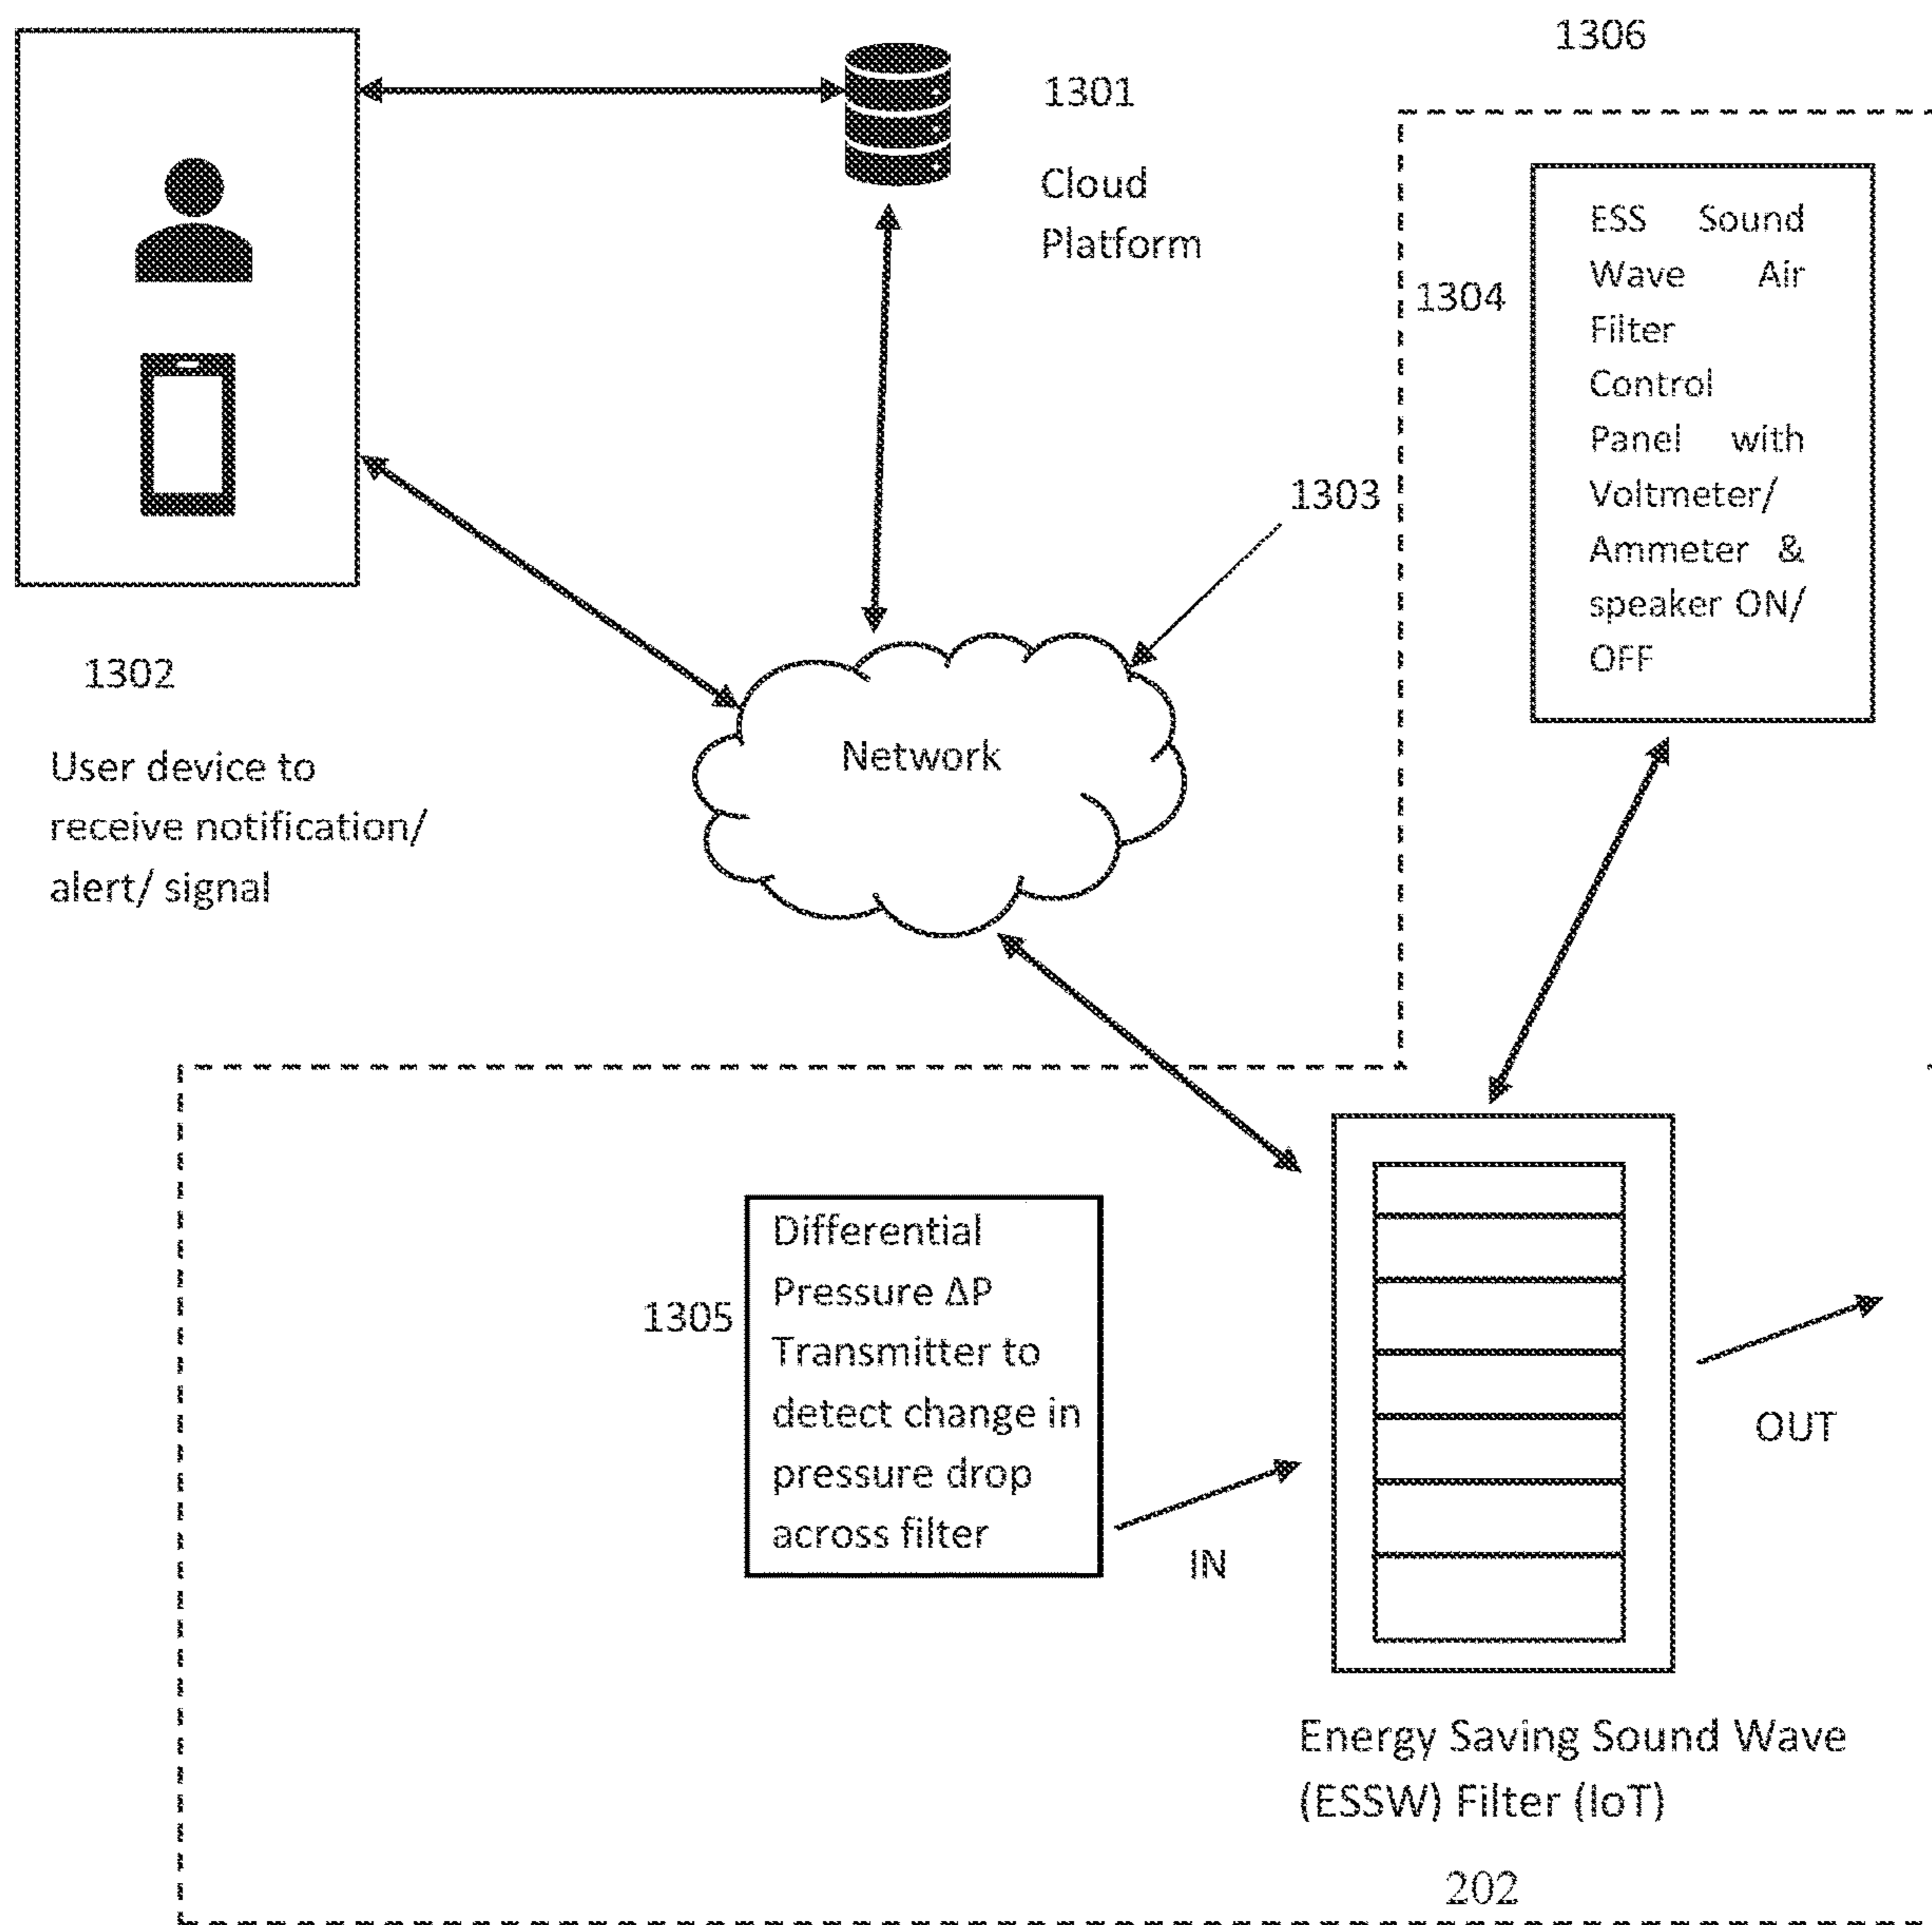 1306
1301
Cloud
Platform
ESS Sound
Wave Air
Filter
Control
Panel with
Voltmeter/
Ammeter &
speaker ON/
OFF
1304
1303
1302
User device to
receive notification/
alert/ signal
Network
1305
Differential
Pressure ΔP
Transmitter to
detect change in
pressure drop
across filter
IN
OUT
Energy Saving Sound Wave
(ESSW) Filter (IoT)
202